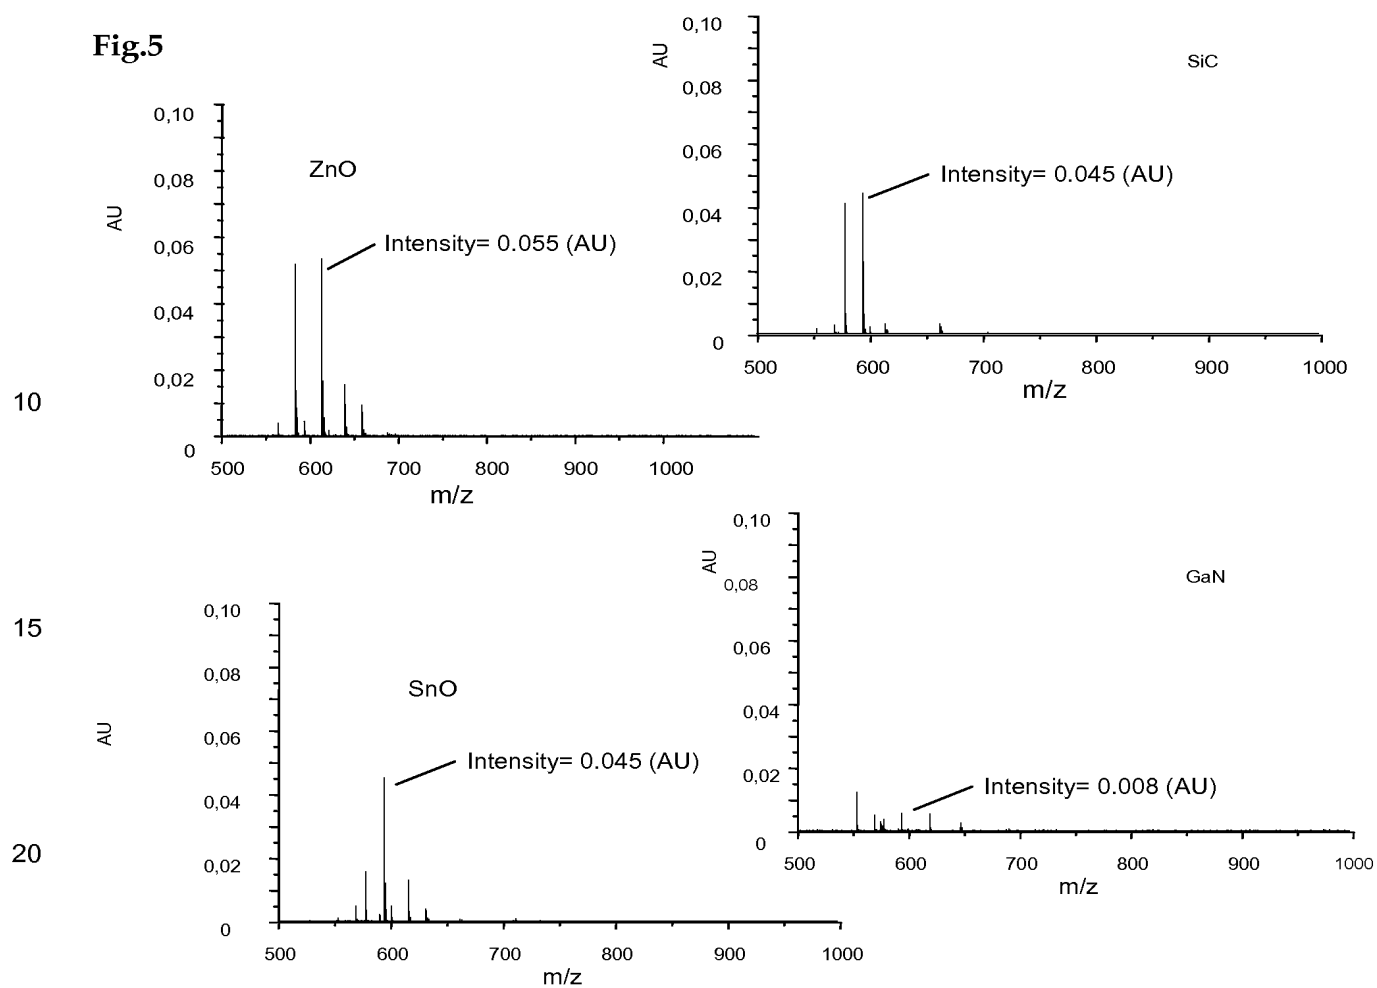 Fig.5
0,10
0,08
0,06
0,04
0,02
0
AU
ZnO
Intensity= 0.055 (AU)
500 600 700 800 900 1000
m/z
0,10
0,08
0,06
0,04
0,02
0
AU
SiC
Intensity= 0.045 (AU)
500 600 700 800 900 1000
m/z
10
15
20
0,10
0,08
0,06
0,04
0,02
0
AU
SnO
Intensity= 0.045 (AU)
500 600 700 800 900 1000
m/z
0,10
0,08
0,06
0,04
0,02
0
AU
GaN
Intensity= 0.008 (AU)
500 600 700 800 900 1000
m/z